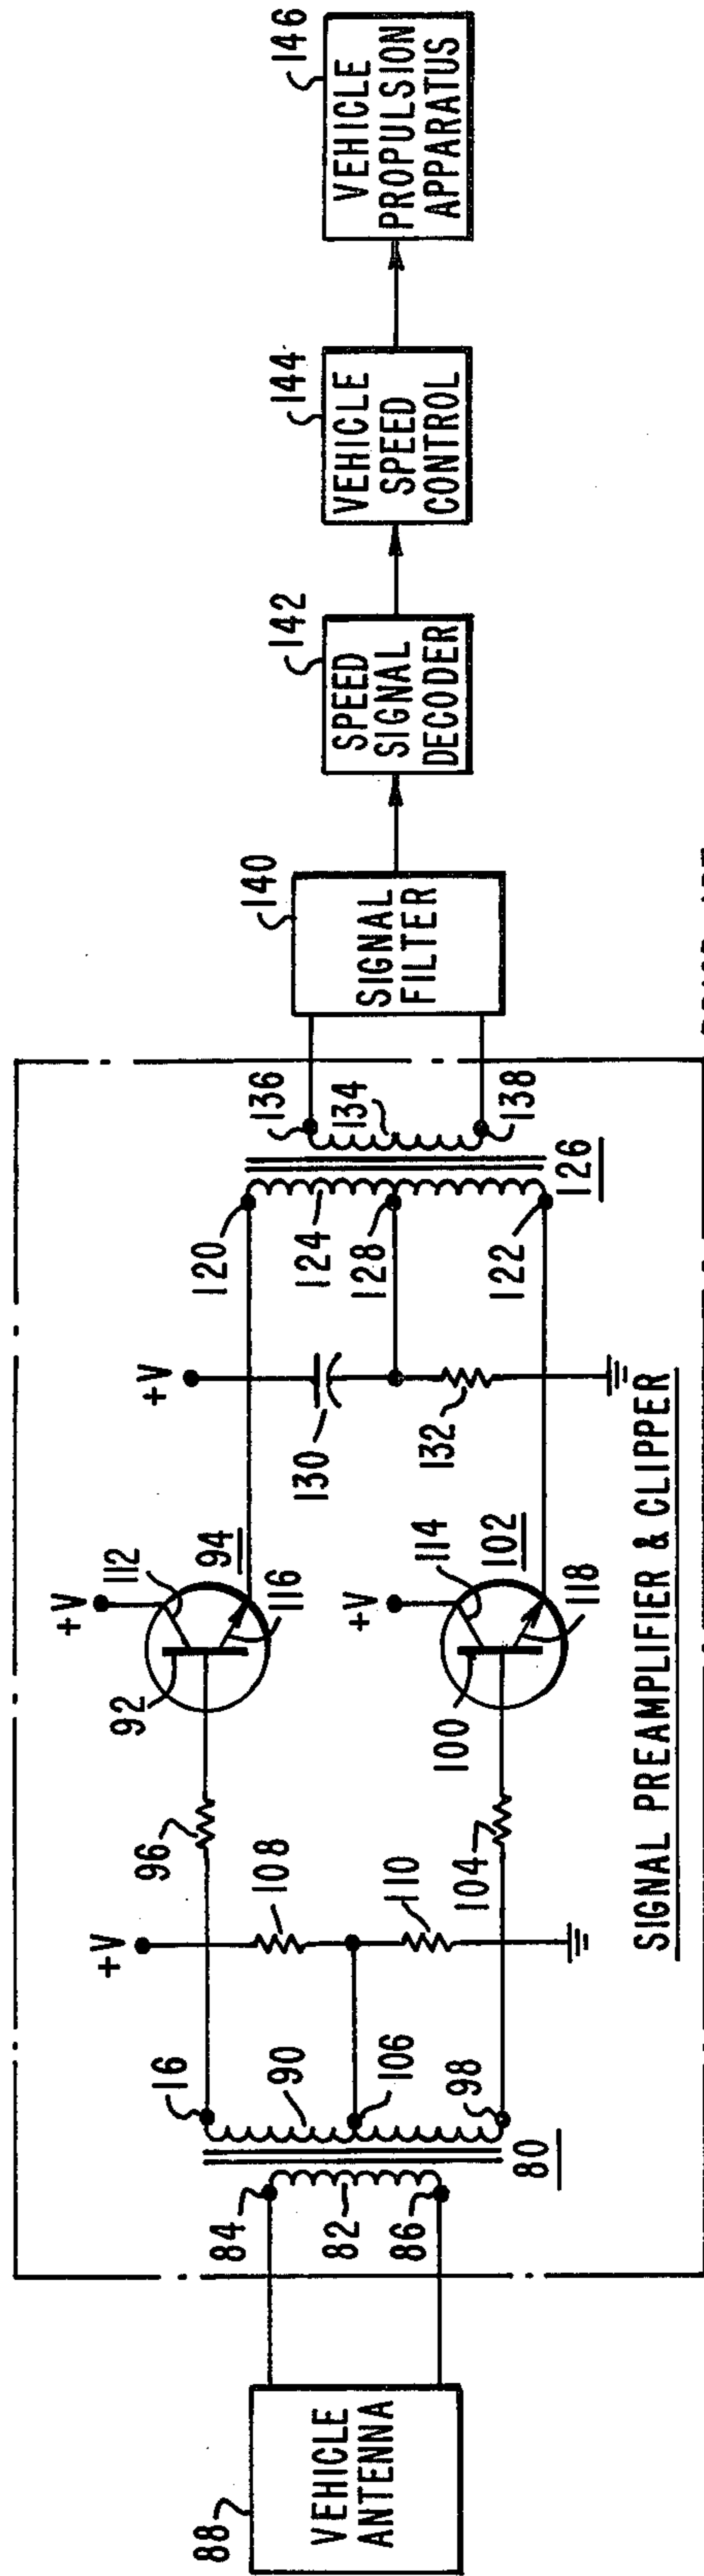 88
VEHICLE
ANTENNA
84
82
86
80
16
90
106
98
+V
108
110
96
104
92
+V
112
94
116
100
+V
114
102
118
+V
130
132
120
124
128
122
126
136
134
138
SIGNAL PREAMPLIFIER & CLIPPER
140
SIGNAL
FILTER
142
SPEED
SIGNAL
DECODER
144
VEHICLE
SPEED
CONTROL
146
VEHICLE
PROPULSION
APPARATUS